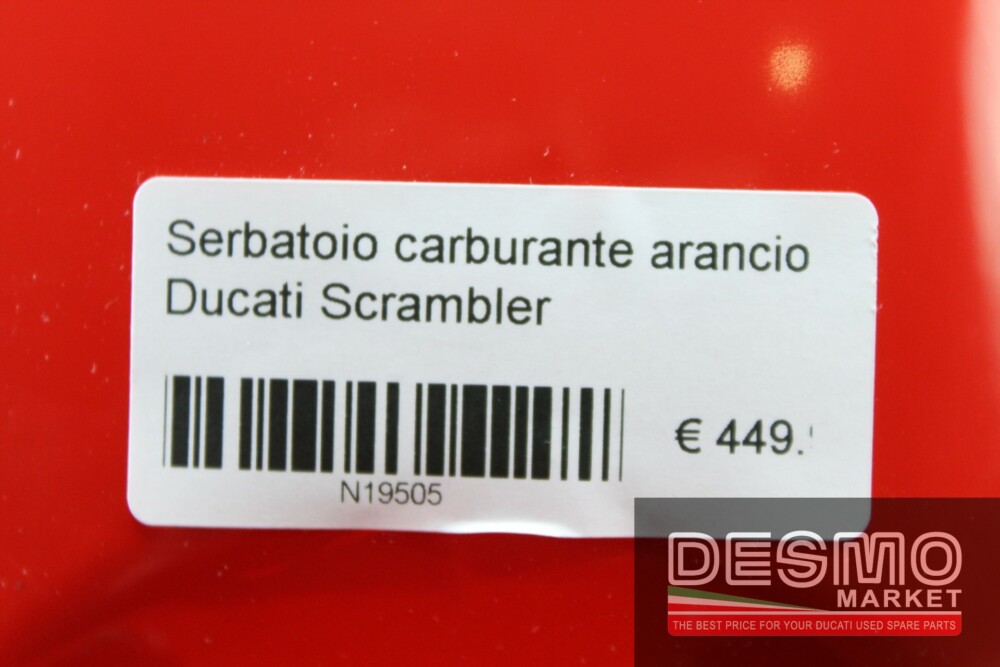 Serbatoio carburante arancio
Ducati Scrambler
N19505
€ 449.
DESMO
MARKET
THE BEST PRICE FOR YOUR DUCATI USED SPARE PARTS